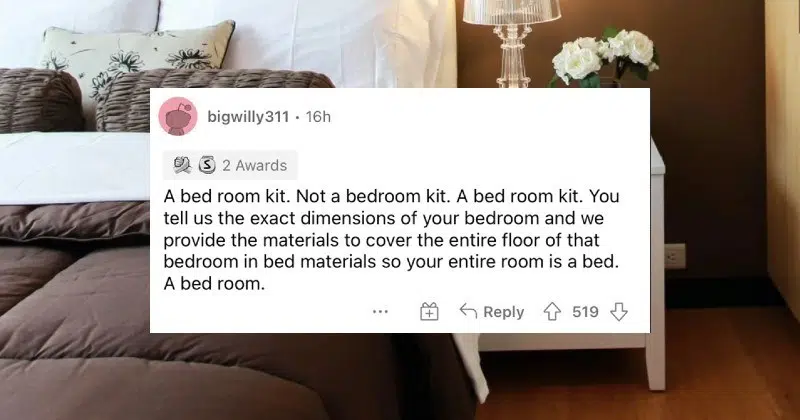 bigwilly311 · 16h
2 Awards
A bed room kit. Not a bedroom kit. A bed room kit. You
tell us the exact dimensions of your bedroom and we
provide the materials to cover the entire floor of that
bedroom in bed materials so your entire room is a bed.
A bed room.
... Reply 519